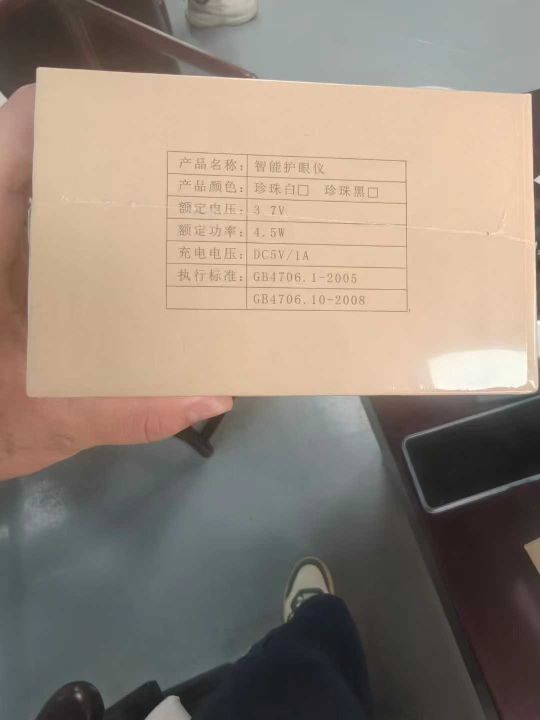 产品名称: 智能护眼仪
产品颜色: 珍珠白□ 珍珠黑□
额定电压: 3 7V
额定功率: 4.5W
充电电压: DC5V/1A
执行标准: GB4706.1-2005
GB4706.10-2008